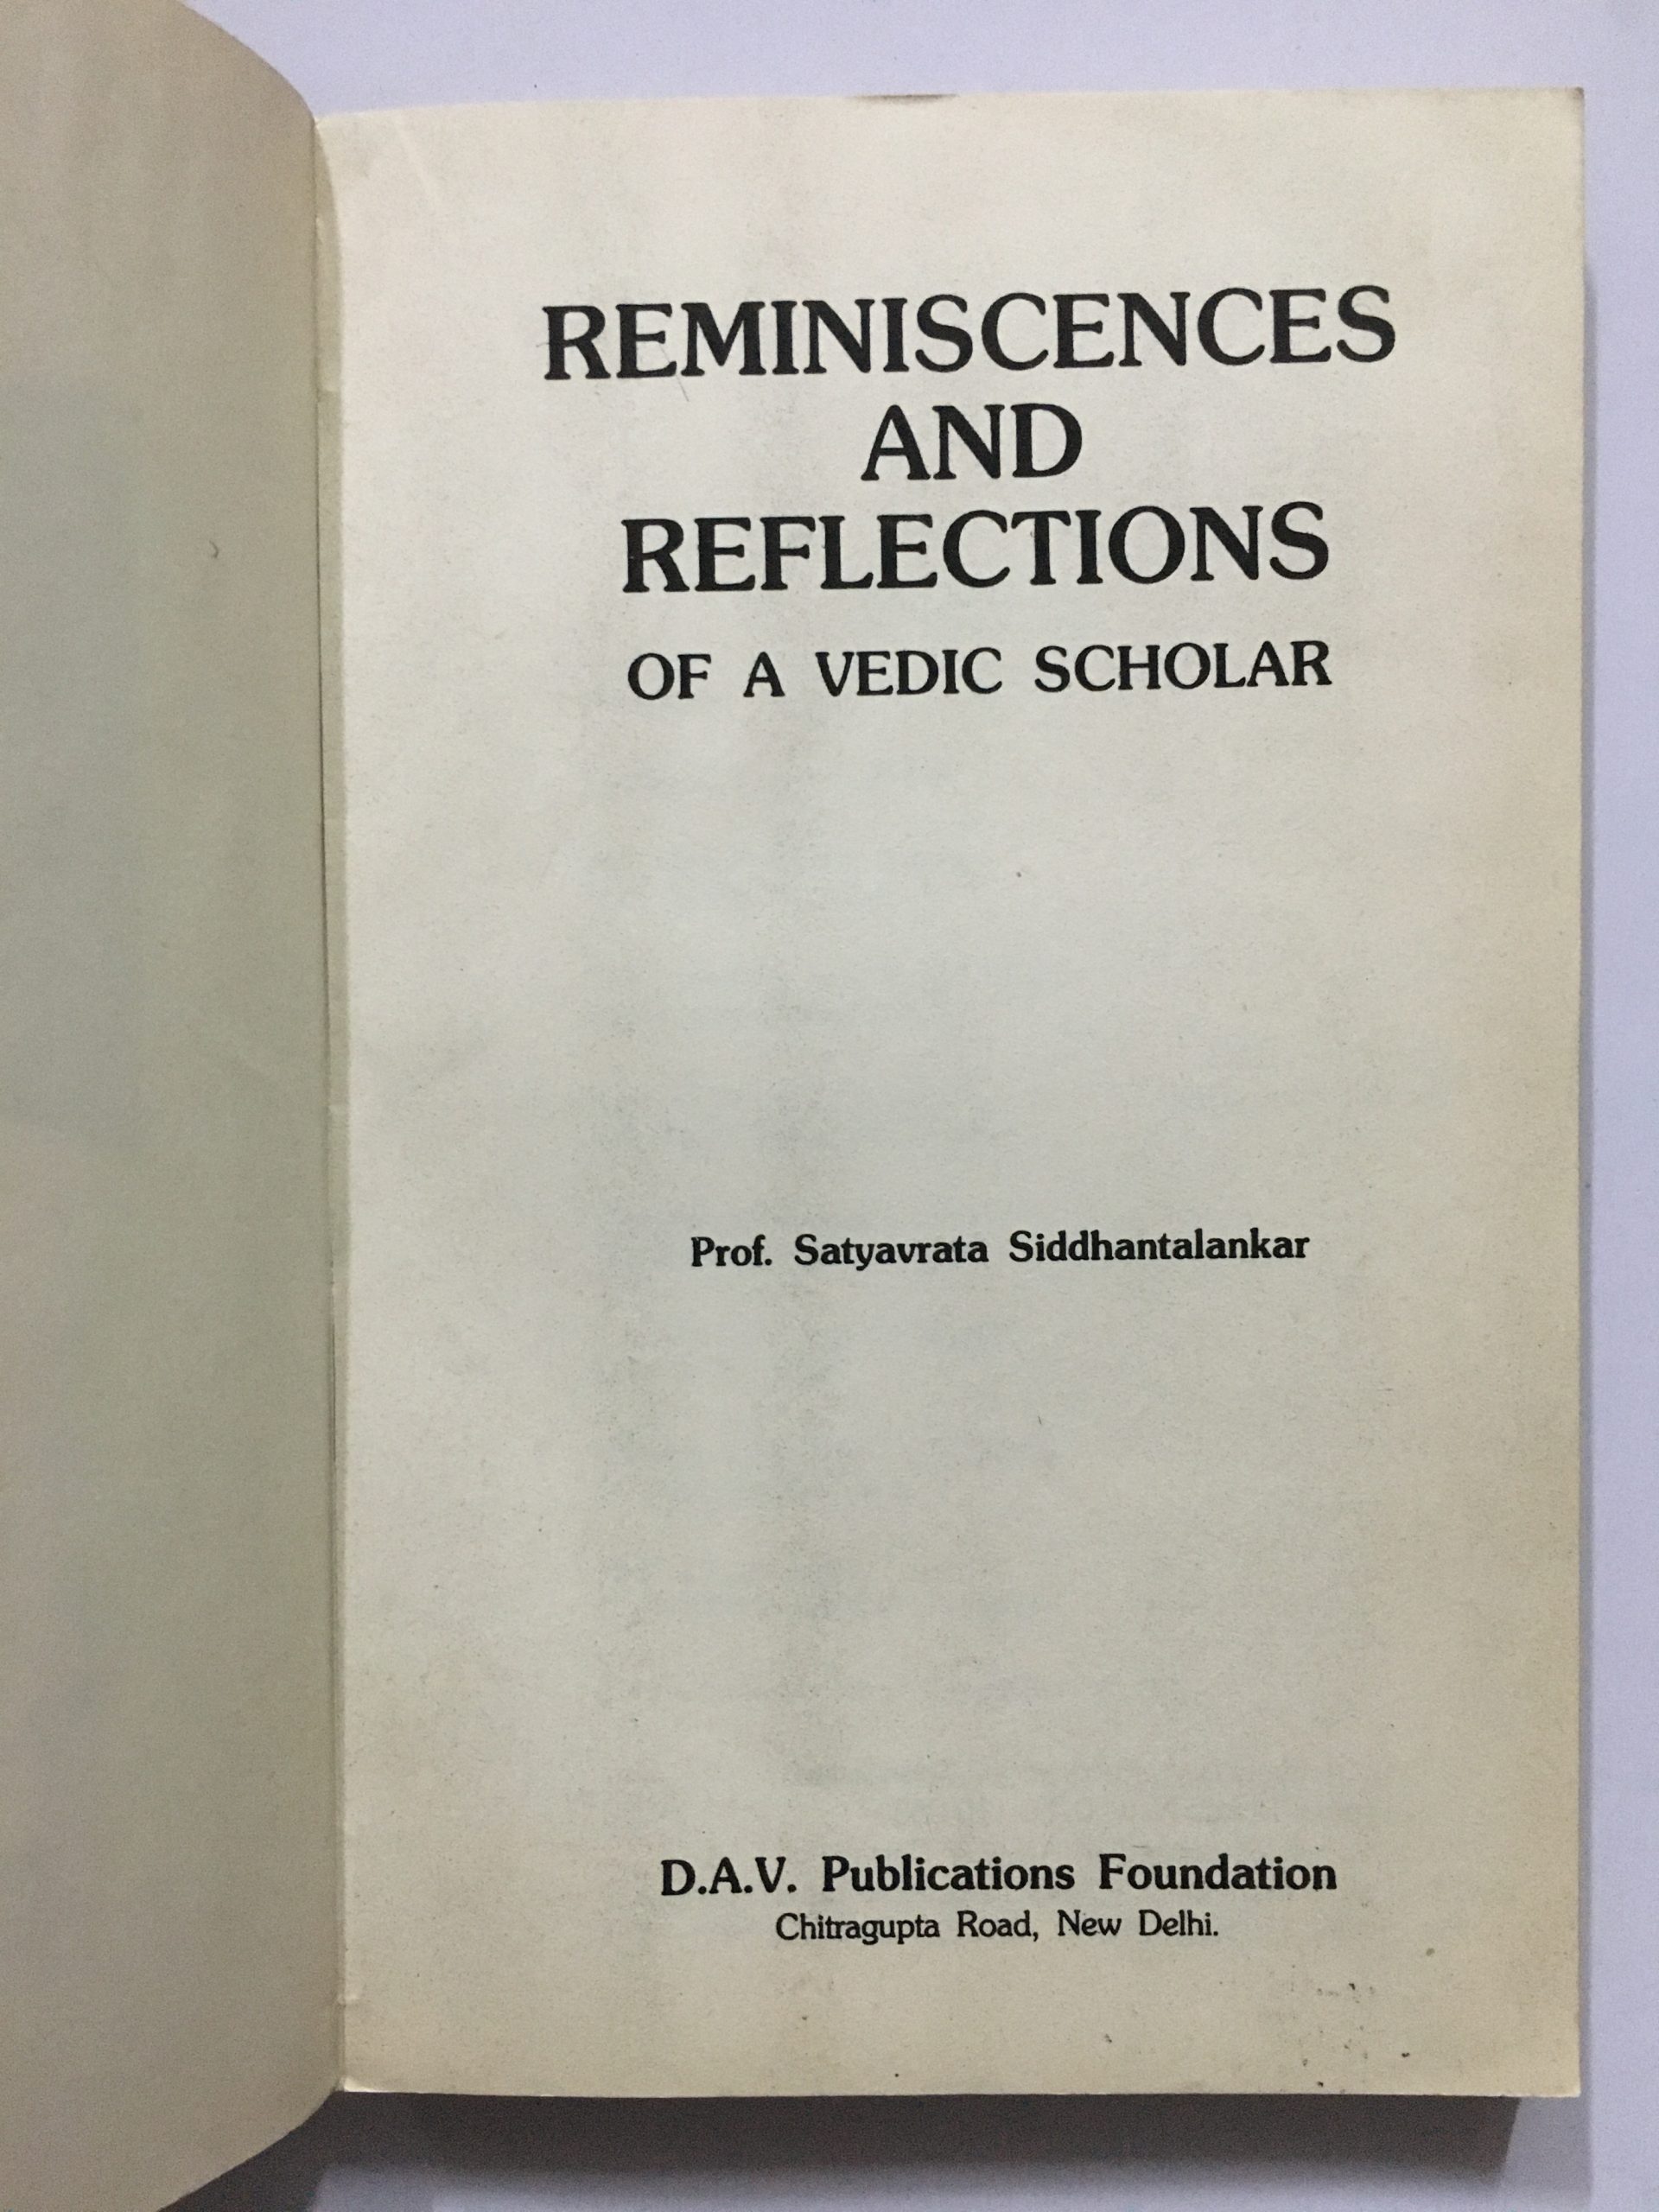 REMINISCENCES
AND
REFLECTIONS
OF A VEDIC SCHOLAR
Prof. Satyavrata Siddhantalankar
D.A.V. Publications Foundation
Chitragupta Road, New Delhi.